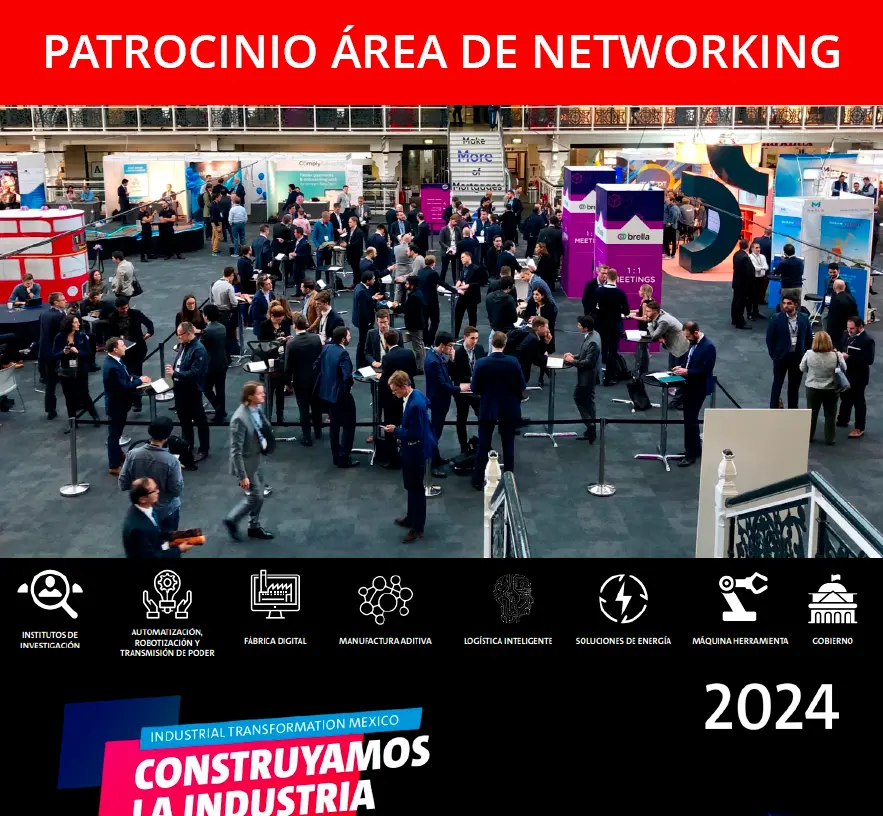 PATROCINIO ÁREA DE NETWORKING
Make
More
of
Mortgages
Comply
brella
1:1
MEETINGS
brella
1:1
MEETINGS
INSTITUTOS DE
INVESTIGACIÓN
AUTOMATIZACIÓN,
ROBOTIZACIÓN Y
TRANSMISIÓN DE PODER
FÁBRICA DIGITAL
MANUFACTURA ADITIVA
LOGÍSTICA INTELIGENTE
SOLUCIONES DE ENERGÍA
MÁQUINA HERRAMIENTA
GOBIERNO
2024
INDUSTRIAL TRANSFORMATION MEXICO
CONSTRUYAMOS
LA INDUSTRIA